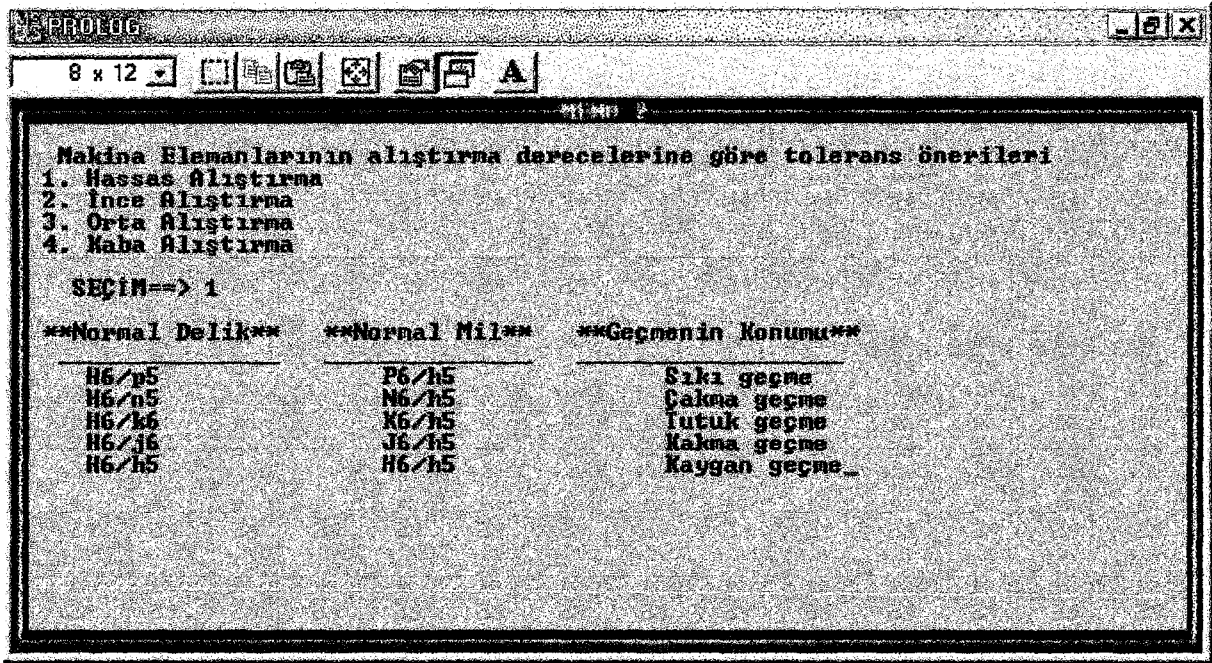 PROLOG
8 x 12 A
MENU 2
Makina Elemanlarının alıştırma derecelerine göre tolerans önerileri
1. Hassas Alıştırma
2. İnce Alıştırma
3. Orta Alıştırma
4. Kaba Alıştırma
SEÇİM==> 1
**Normal Delik** **Normal Mil** **Geçmenin Konumu**
H6/p5 P6/h5 Sıkı geçme
H6/n5 N6/h5 Çakma geçme
H6/k6 K6/h5 Tutuk geçme
H6/j6 J6/h5 Kakma geçme
H6/h5 H6/h5 Kaygan geçme_